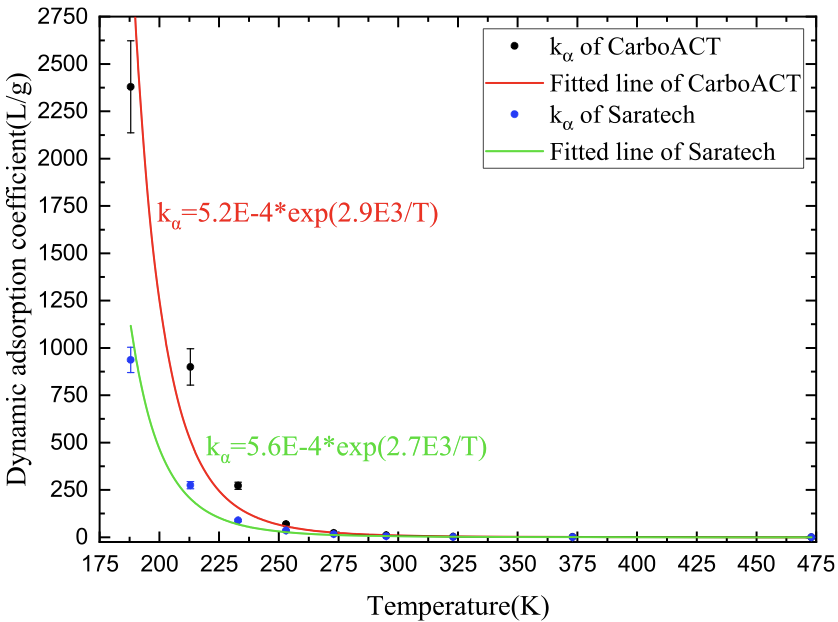 2750
2500
2250
2000
1750
1500
1250
1000
750
500
250
0
Dynamic adsorption coefficient(L/g)
kα of CarboACT
Fitted line of CarboACT
kα of Saratech
Fitted line of Saratech
kα=5.2E-4*exp(2.9E3/T)
kα=5.6E-4*exp(2.7E3/T)
175 200 225 250 275 295 325 350 375 400 425 450 475
Temperature(K)